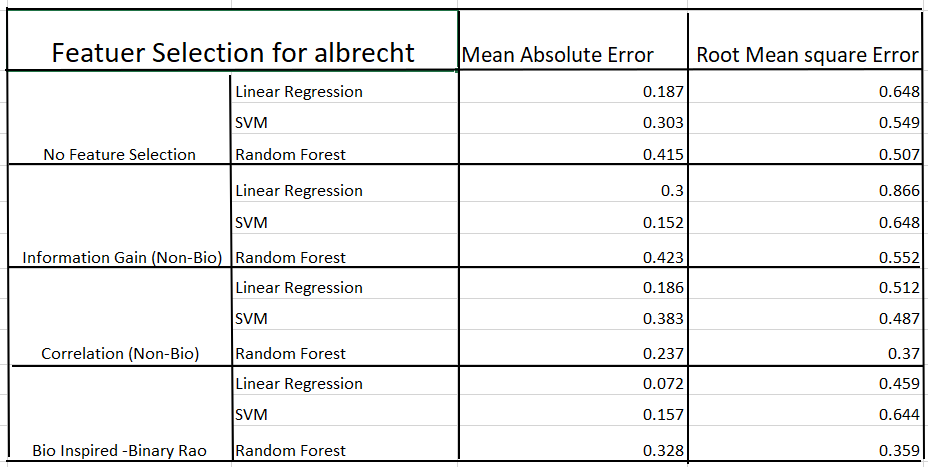 Featuer Selection for albrecht Mean Absolute Error Root Mean square Error
Linear Regression 0.187 0.648
SVM 0.303 0.549
No Feature Selection Random Forest 0.415 0.507
Linear Regression 0.3 0.866
SVM 0.152 0.648
Information Gain (Non-Bio) Random Forest 0.423 0.552
Linear Regression 0.186 0.512
SVM 0.383 0.487
Correlation (Non-Bio) Random Forest 0.237 0.37
Linear Regression 0.072 0.459
SVM 0.157 0.644
Bio Inspired -Binary Rao Random Forest 0.328 0.359